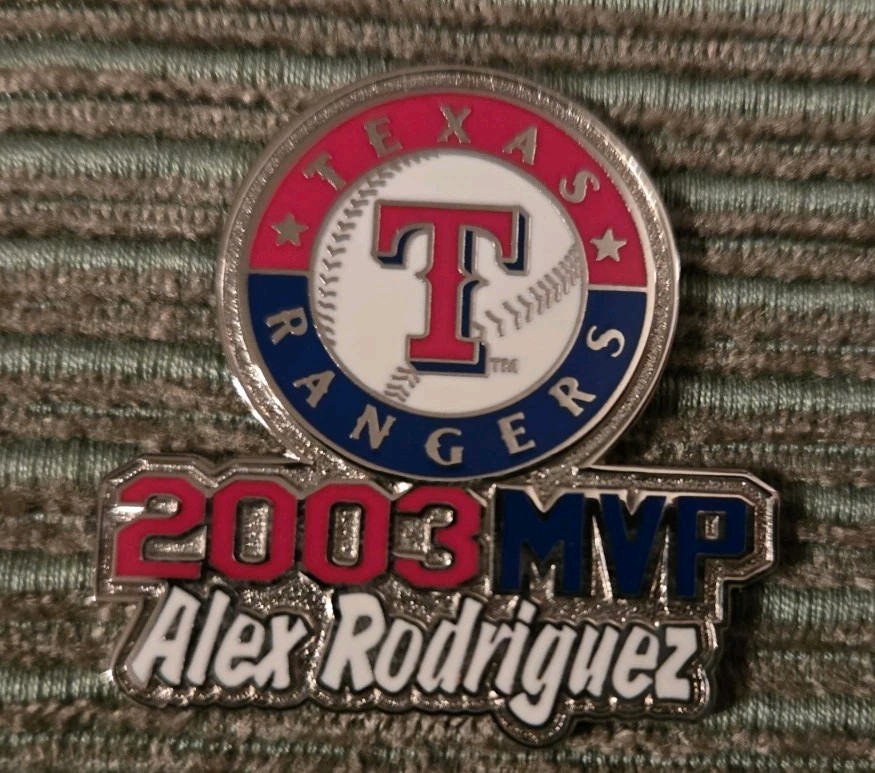 TEXAS
T
TM
RANGERS
2003 MVP
Alex Rodriguez